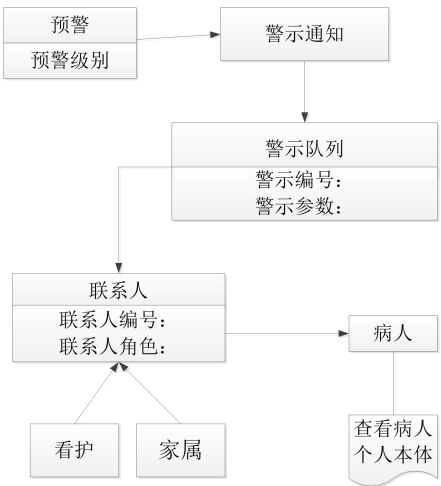 预警
预警级别
警示通知
警示队列
警示编号：
警示参数：
联系人
联系人编号：
联系人角色：
病人
看护
家属
查看病人
个人本体